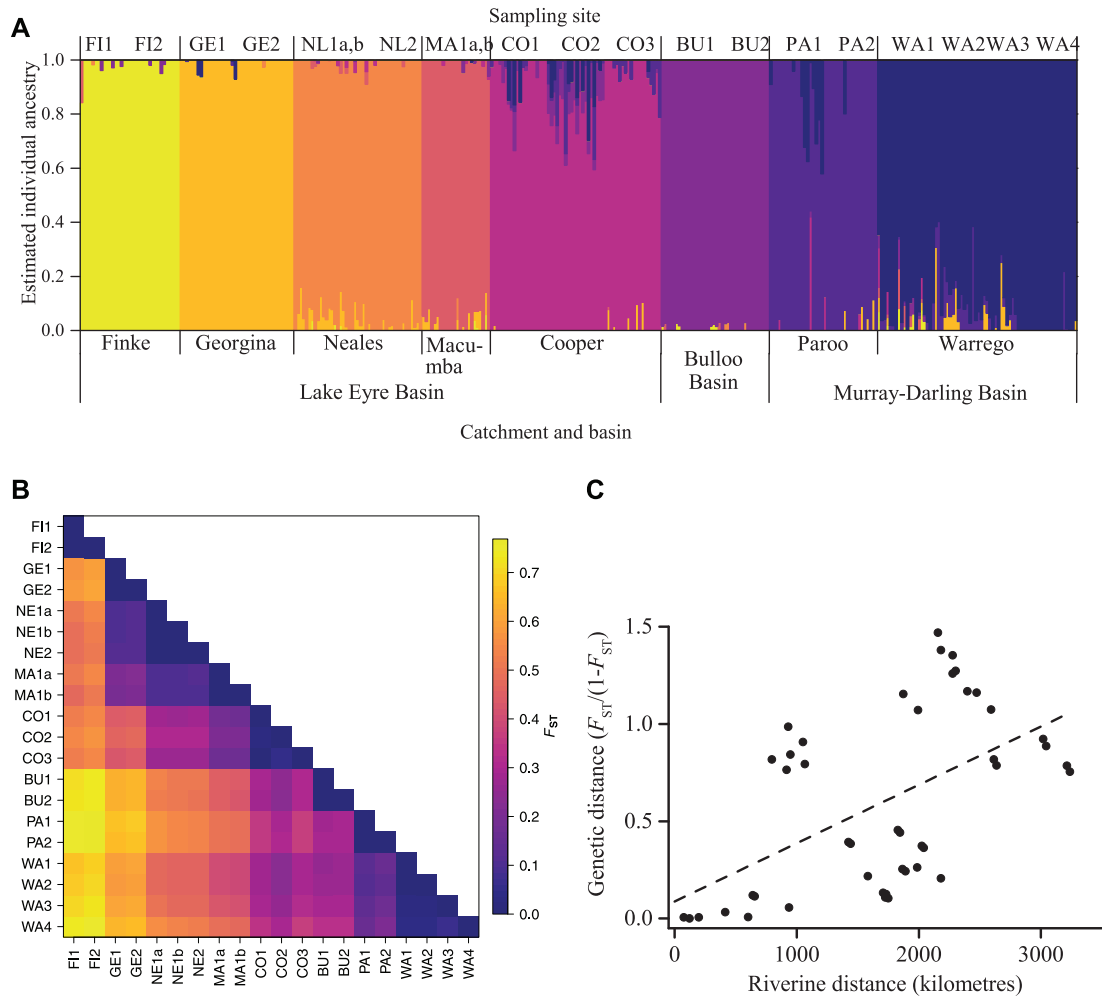 A
Sampling site
FI1 FI2 GE1 GE2 NL1a,b NL2 MA1a,b CO1 CO2 CO3 BU1 BU2 PA1 PA2 WA1 WA2 WA3 WA4
Estimated individual ancestry
1.0
0.8
0.6
0.4
0.2
0.0
Finke Georgina Neales Macu-mba Cooper Bulloo Basin Paroo Warrego
Lake Eyre Basin Murray-Darling Basin
Catchment and basin
B
FI1
FI2
GE1
GE2
NE1a
NE1b
NE2
MA1a
MA1b
CO1
CO2
CO3
BU1
BU2
PA1
PA2
WA1
WA2
WA3
WA4
FI1 FI2 GE1 GE2 NE1a NE1b NE2 MA1a MA1b CO1 CO2 CO3 BU1 BU2 PA1 PA2 WA1 WA2 WA3 WA4
FST
0.7
0.6
0.5
0.4
0.3
0.2
0.1
0.0
C
Genetic distance (FST/(1-FST)
1.5
1.0
0.5
0.0
0 1000 2000 3000
Riverine distance (kilometres)